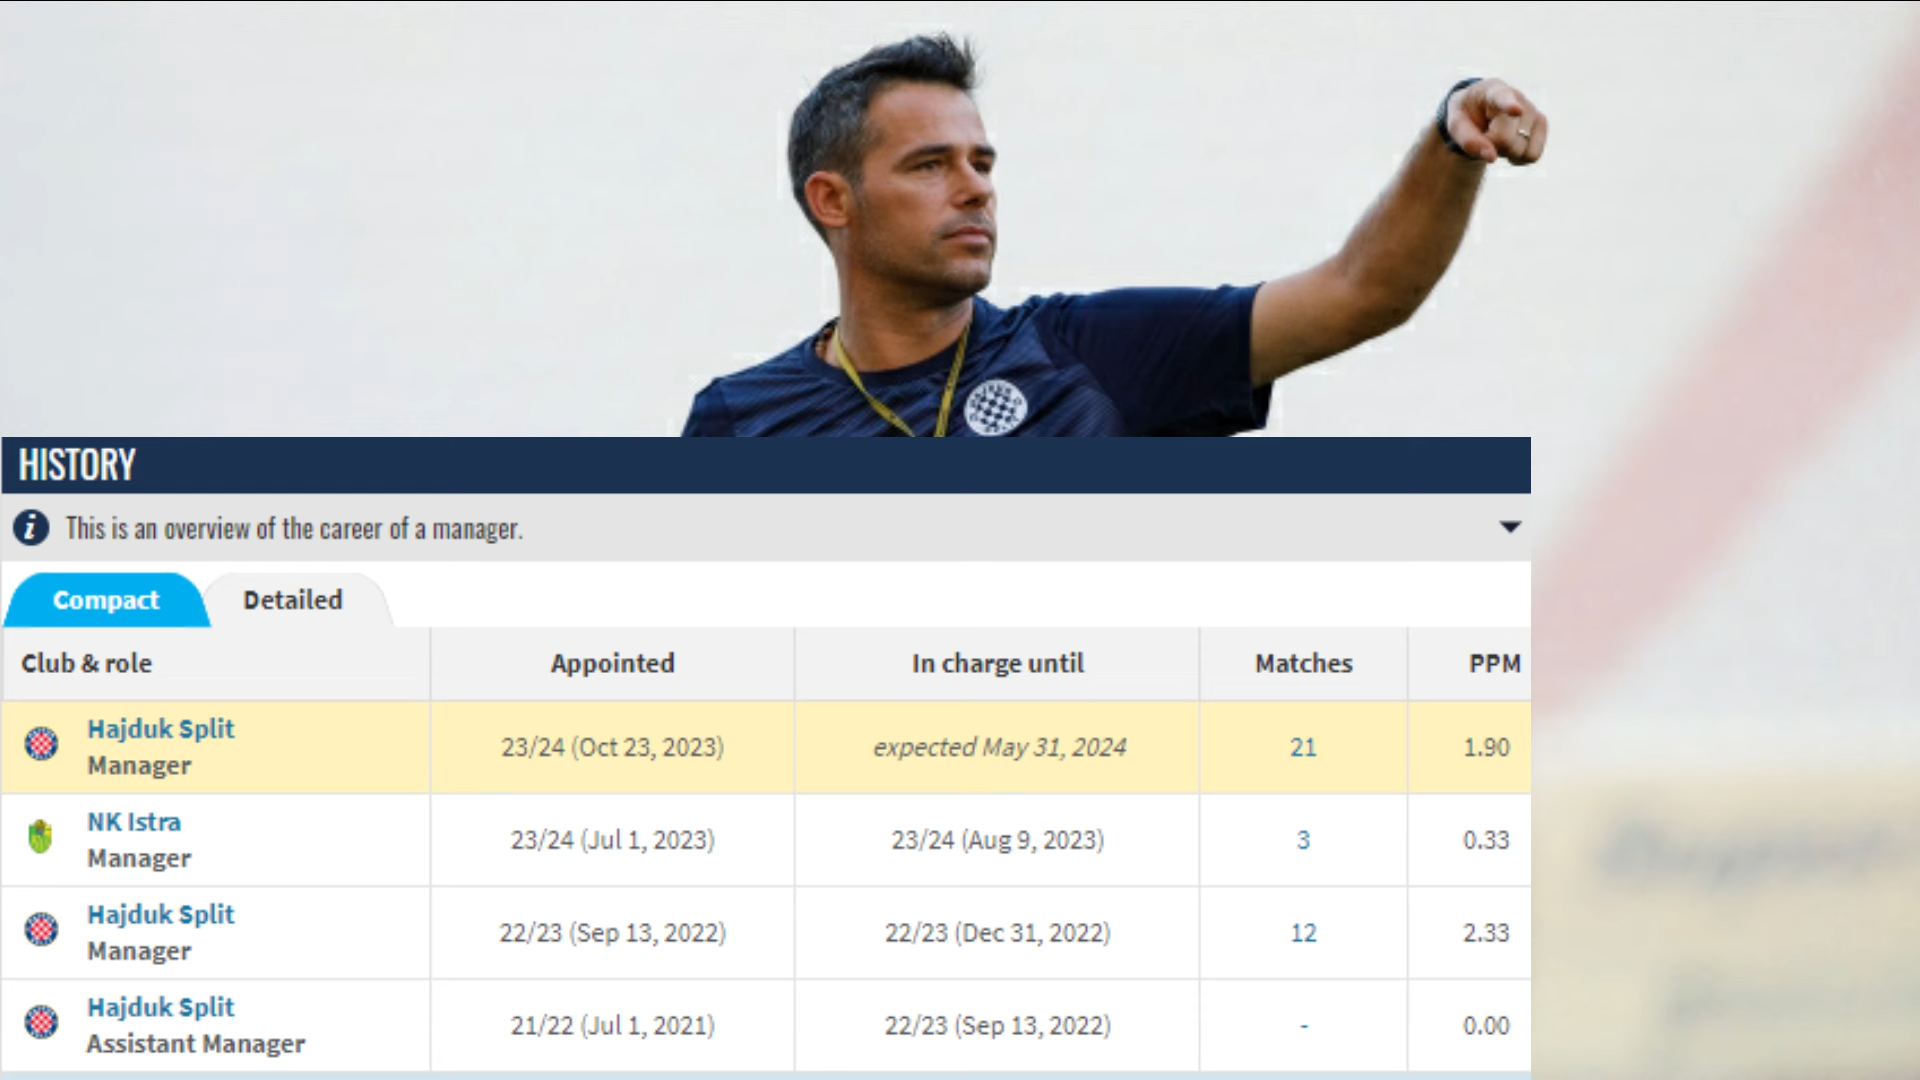 HISTORY
i This is an overview of the career of a manager.
Compact Detailed
Club & role Appointed In charge until Matches PPM
Hajduk Split
Manager
23/24 (Oct 23, 2023) expected May 31, 2024 21 1.90
NK Istra
Manager
23/24 (Jul 1, 2023) 23/24 (Aug 9, 2023) 3 0.33
Hajduk Split
Manager
22/23 (Sep 13, 2022) 22/23 (Dec 31, 2022) 12 2.33
Hajduk Split
Assistant Manager
21/22 (Jul 1, 2021) 22/23 (Sep 13, 2022) - 0.00